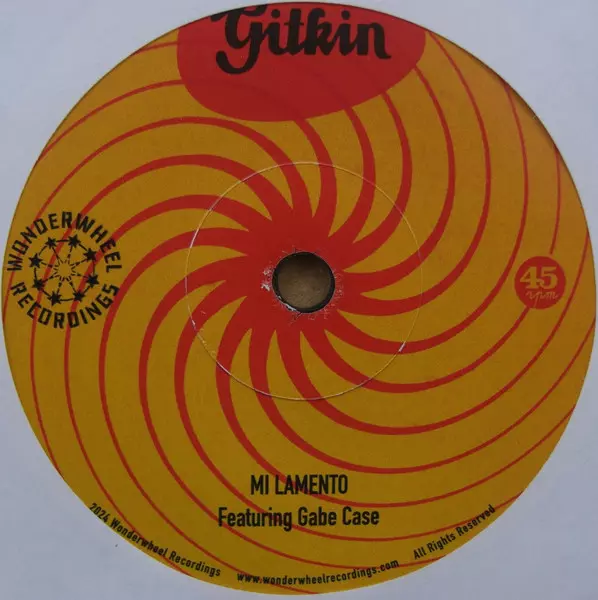 Gitkin
WONDERWHEEL
RECORDINGS
45
rpm
MI LAMENTO
Featuring Gabe Case
2024 Wonderwheel Recordings
www.wonderwheelrecordings.com
All Rights Reserved